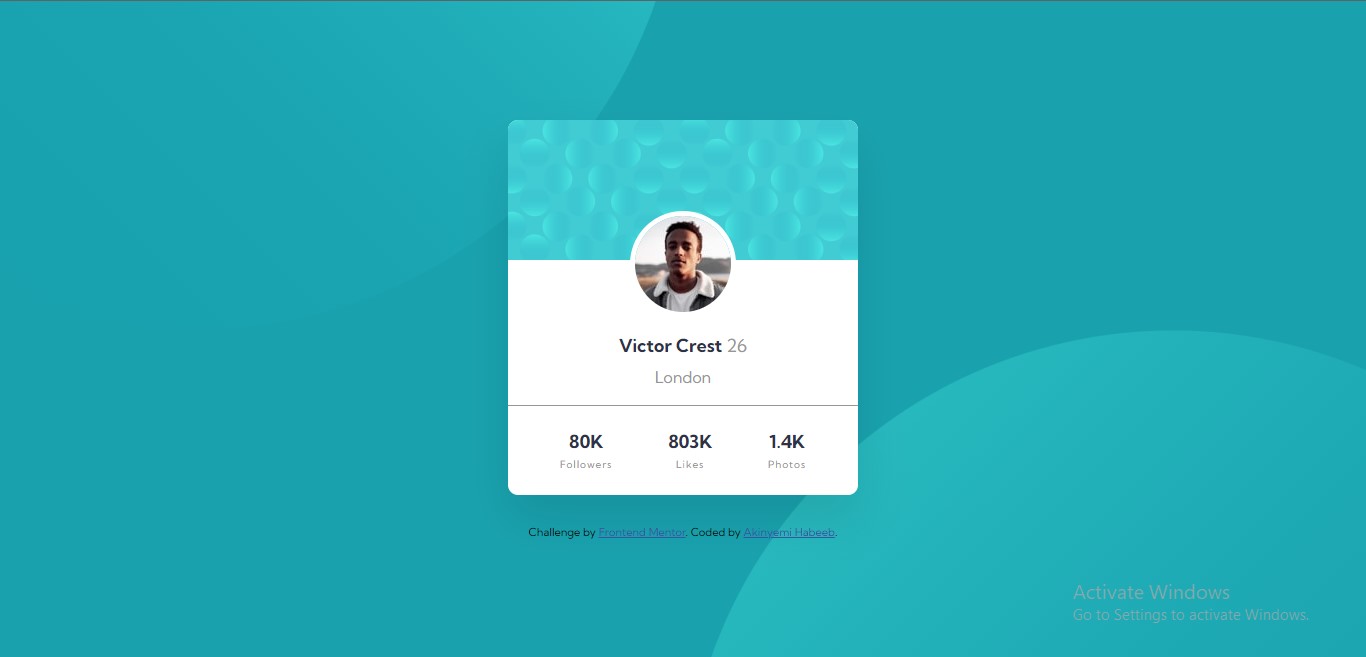 Victor Crest 26
London
80K 803K 1.4K
Followers Likes Photos
Challenge by Frontend Mentor. Coded by Akinyemi Habeeb.
Activate Windows
Go to Settings to activate Windows.